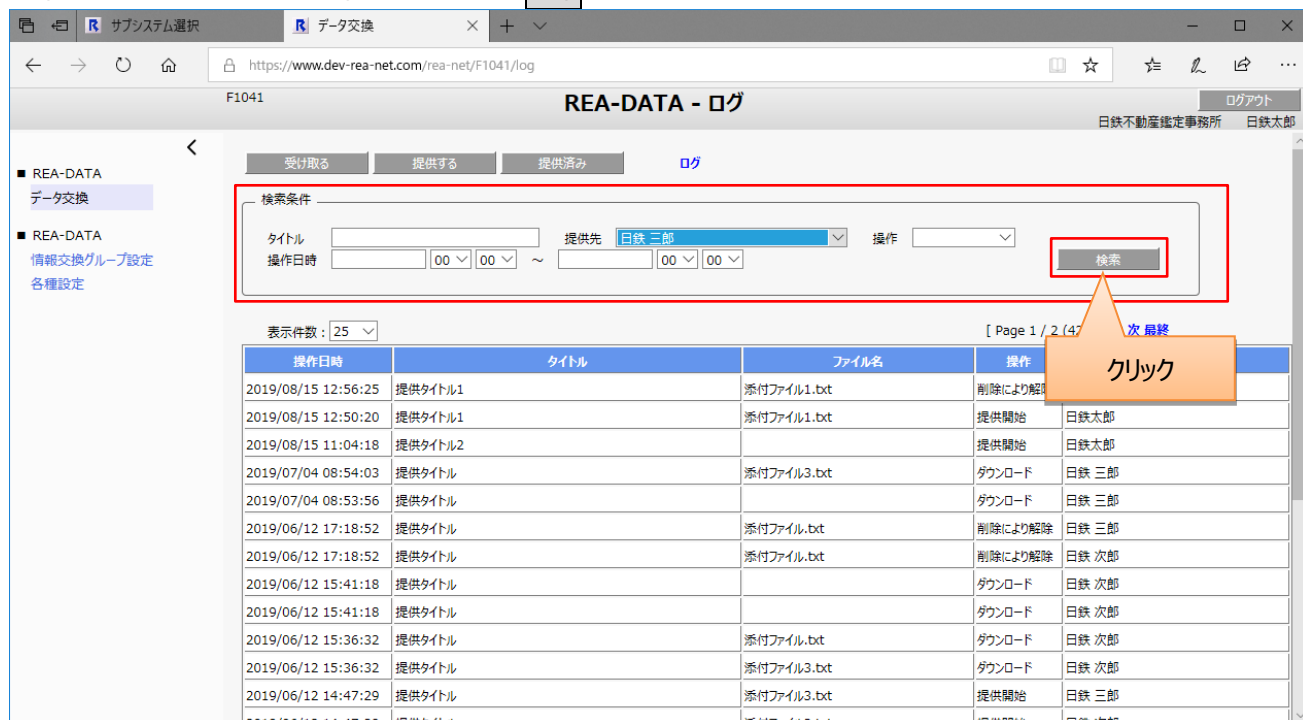 サブシステム選択 データ交換
https://www.dev-rea-net.com/rea-net/F1041/log
F1041 REA-DATA - ログ ログアウト
日鉄不動産鑑定事務所 日鉄太郎
受け取る 提供する 提供済み ログ
■ REA-DATA
データ交換
■ REA-DATA
情報交換グループ設定
各種設定
検索条件
タイトル 提供先 日鉄 三郎 操作
操作日時 00 00 ～ 00 00 検索
表示件数 : 25 [ Page 1 / 2 次 最終
クリック
操作日時 タイトル ファイル名 操作
2019/08/15 12:56:25 提供タイトル1 添付ファイル1.txt 削除により解除
2019/08/15 12:50:20 提供タイトル1 添付ファイル1.txt 提供開始 日鉄太郎
2019/08/15 11:04:18 提供タイトル2 提供開始 日鉄太郎
2019/07/04 08:54:03 提供タイトル 添付ファイル3.txt ダウンロード 日鉄 三郎
2019/07/04 08:53:56 提供タイトル ダウンロード 日鉄 三郎
2019/06/12 17:18:52 提供タイトル 添付ファイル.txt 削除により解除 日鉄 三郎
2019/06/12 17:18:52 提供タイトル 添付ファイル.txt 削除により解除 日鉄 次郎
2019/06/12 15:41:18 提供タイトル ダウンロード 日鉄 次郎
2019/06/12 15:41:18 提供タイトル ダウンロード 日鉄 次郎
2019/06/12 15:36:32 提供タイトル 添付ファイル.txt ダウンロード 日鉄 次郎
2019/06/12 15:36:32 提供タイトル 添付ファイル3.txt ダウンロード 日鉄 次郎
2019/06/12 14:47:29 提供タイトル 添付ファイル3.txt 提供開始 日鉄 三郎